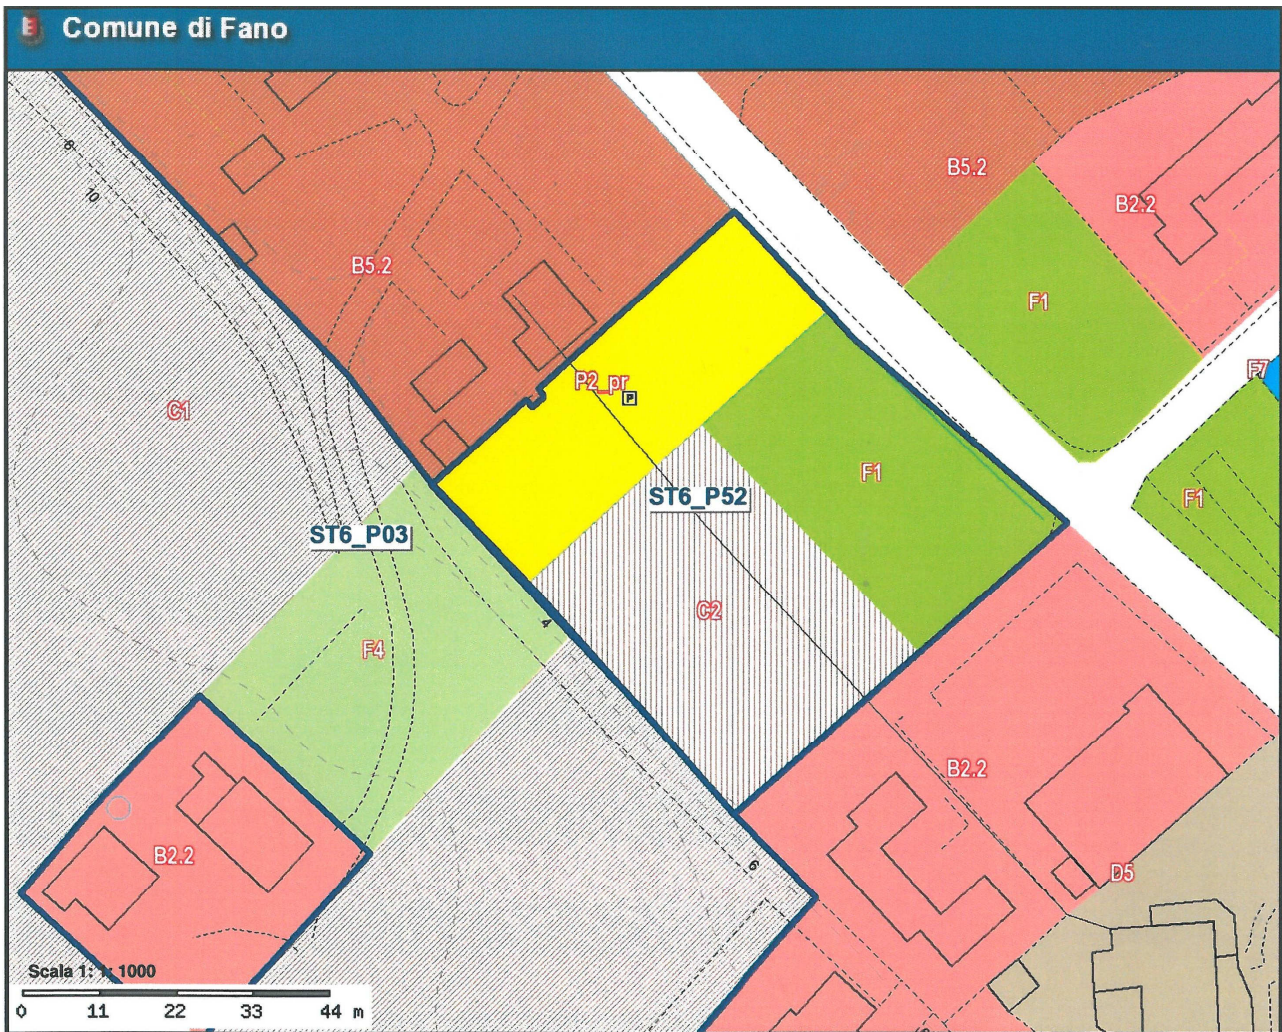 Comune di Fano
B5.2
B2.2
B5.2
F1
F7
P2_pr
P
C1
F1
ST6_P52
F1
ST6_P03
C2
F4
B2.2
B2.2
D5
8
10
4
6
Scala 1: 1: 1000
0 11 22 33 44 m